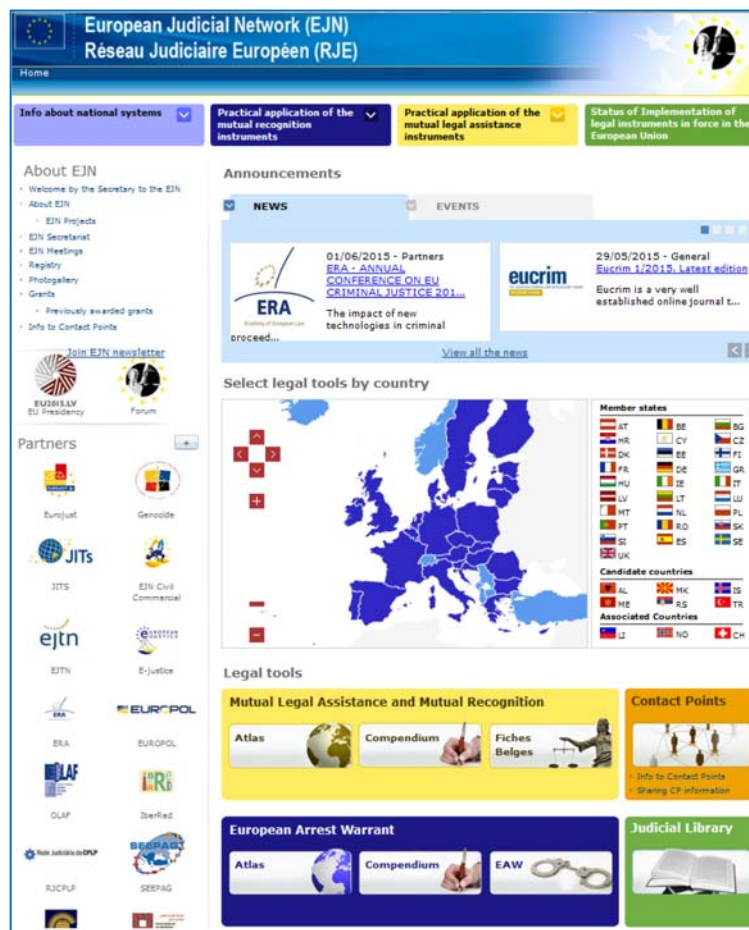 European Judicial Network (EJN)
Réseau Judiciaire Européen (RJE)
Home
Info about national systems
Practical application of the
mutual recognition
instruments
Practical application of the
mutual legal assistance
instruments
Status of Implementation of
legal instruments in force in the
European Union
About EJN
Welcome by the Secretary to the EJN
About EJN
EJN Projects
EJN Secretariat
EJN Meetings
Registry
Photogallery
Grants
Previously awarded grants
Info to Contact Points
Join EJN newsletter
EU2015.LV
EU Presidency
Forum
Partners
Eurojust
Genocide
JITs
JITS
EJN Civil
Commercial
ejtn
EJTN
E-Justice
ERA
ERA
EUROPOL
EUROPOL
OLAF
OLAF
IberRed
Rede Judiciária da CPLP
RJCPLP
SEEPAG
SEEPAG
Announcements
NEWS
EVENTS
ERA
Academy of European Law
01/06/2015 - Partners
ERA - ANNUAL
CONFERENCE ON EU
CRIMINAL JUSTICE 201...
The impact of new
technologies in criminal
proceed...
eucrim
29/05/2015 - General
Eucrim 1/2015. Latest edition
Eucrim is a very well
established online journal t...
View all the news
Select legal tools by country
Member states
AT BE BG
HR CY CZ
DK EE FI
FR DE GR
HU IE IT
LV LT LU
MT NL PL
PT RO SK
SI ES SE
UK
Candidate countries
AL MK IS
ME RS TR
Associated Countries
LI NO CH
Legal tools
Mutual Legal Assistance and Mutual Recognition
Atlas
Compendium
Fiches
Belges
Contact Points
Info to Contact Points
Sharing CP information
European Arrest Warrant
Atlas
Compendium
EAW
Judicial Library